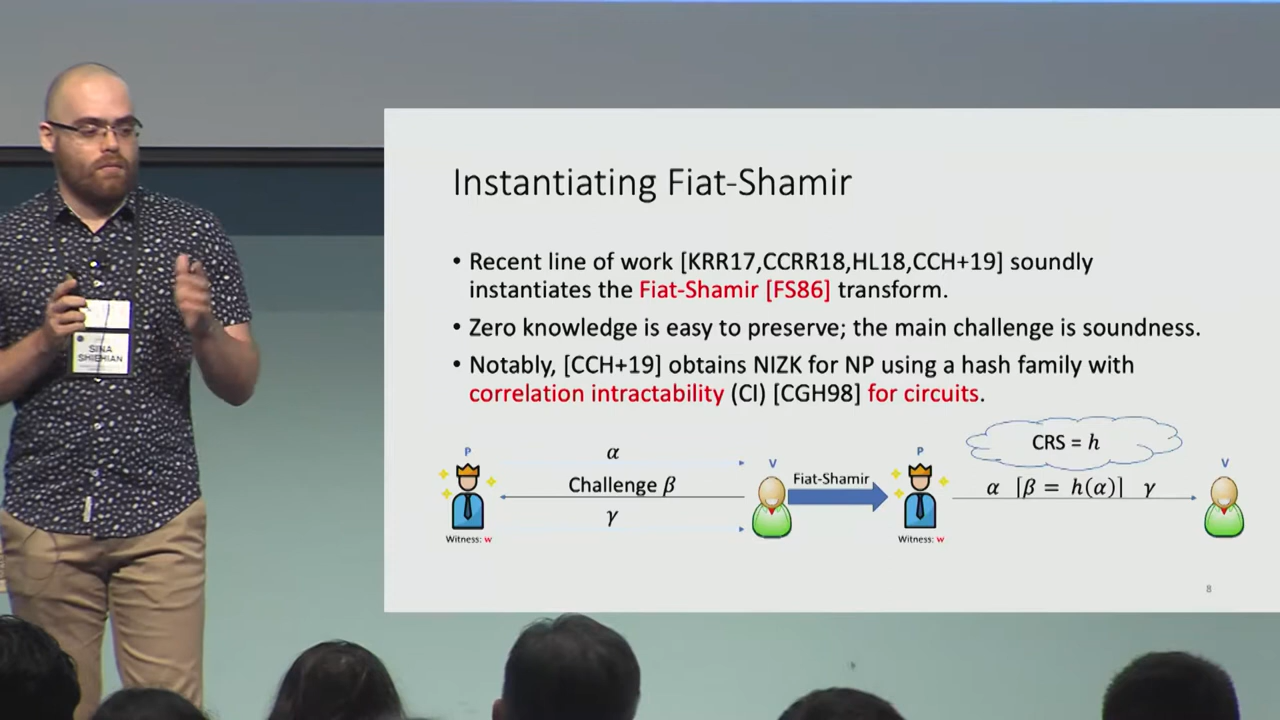 Instantiating Fiat-Shamir
• Recent line of work [KRR17,CCRR18,HL18,CCH+19] soundly
instantiates the Fiat-Shamir [FS86] transform.
• Zero knowledge is easy to preserve; the main challenge is soundness.
• Notably, [CCH+19] obtains NIZK for NP using a hash family with
correlation intractability (CI) [CGH98] for circuits.
P
α
Challenge β
γ
V
Witness: w
Fiat-Shamir
P
CRS = h
α [β = h(α)] γ
V
Witness: w
8
SINA
SHIEHIAN